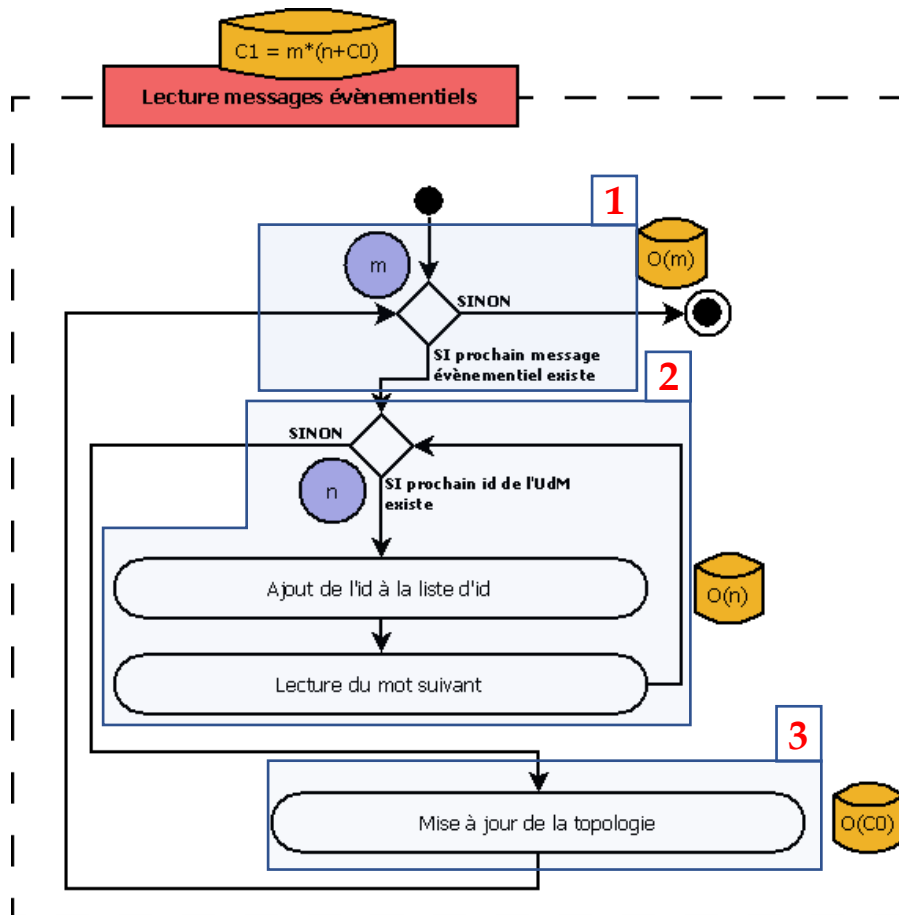 C1 = m*(n+C0)
Lecture messages évènementiels
1
m
O(m)
SINON
SI prochain message
évènementiel existe
2
SINON
n
SI prochain id de l'UdM
existe
Ajout de l'id à la liste d'id
O(n)
Lecture du mot suivant
3
Mise à jour de la topologie
O(C0)